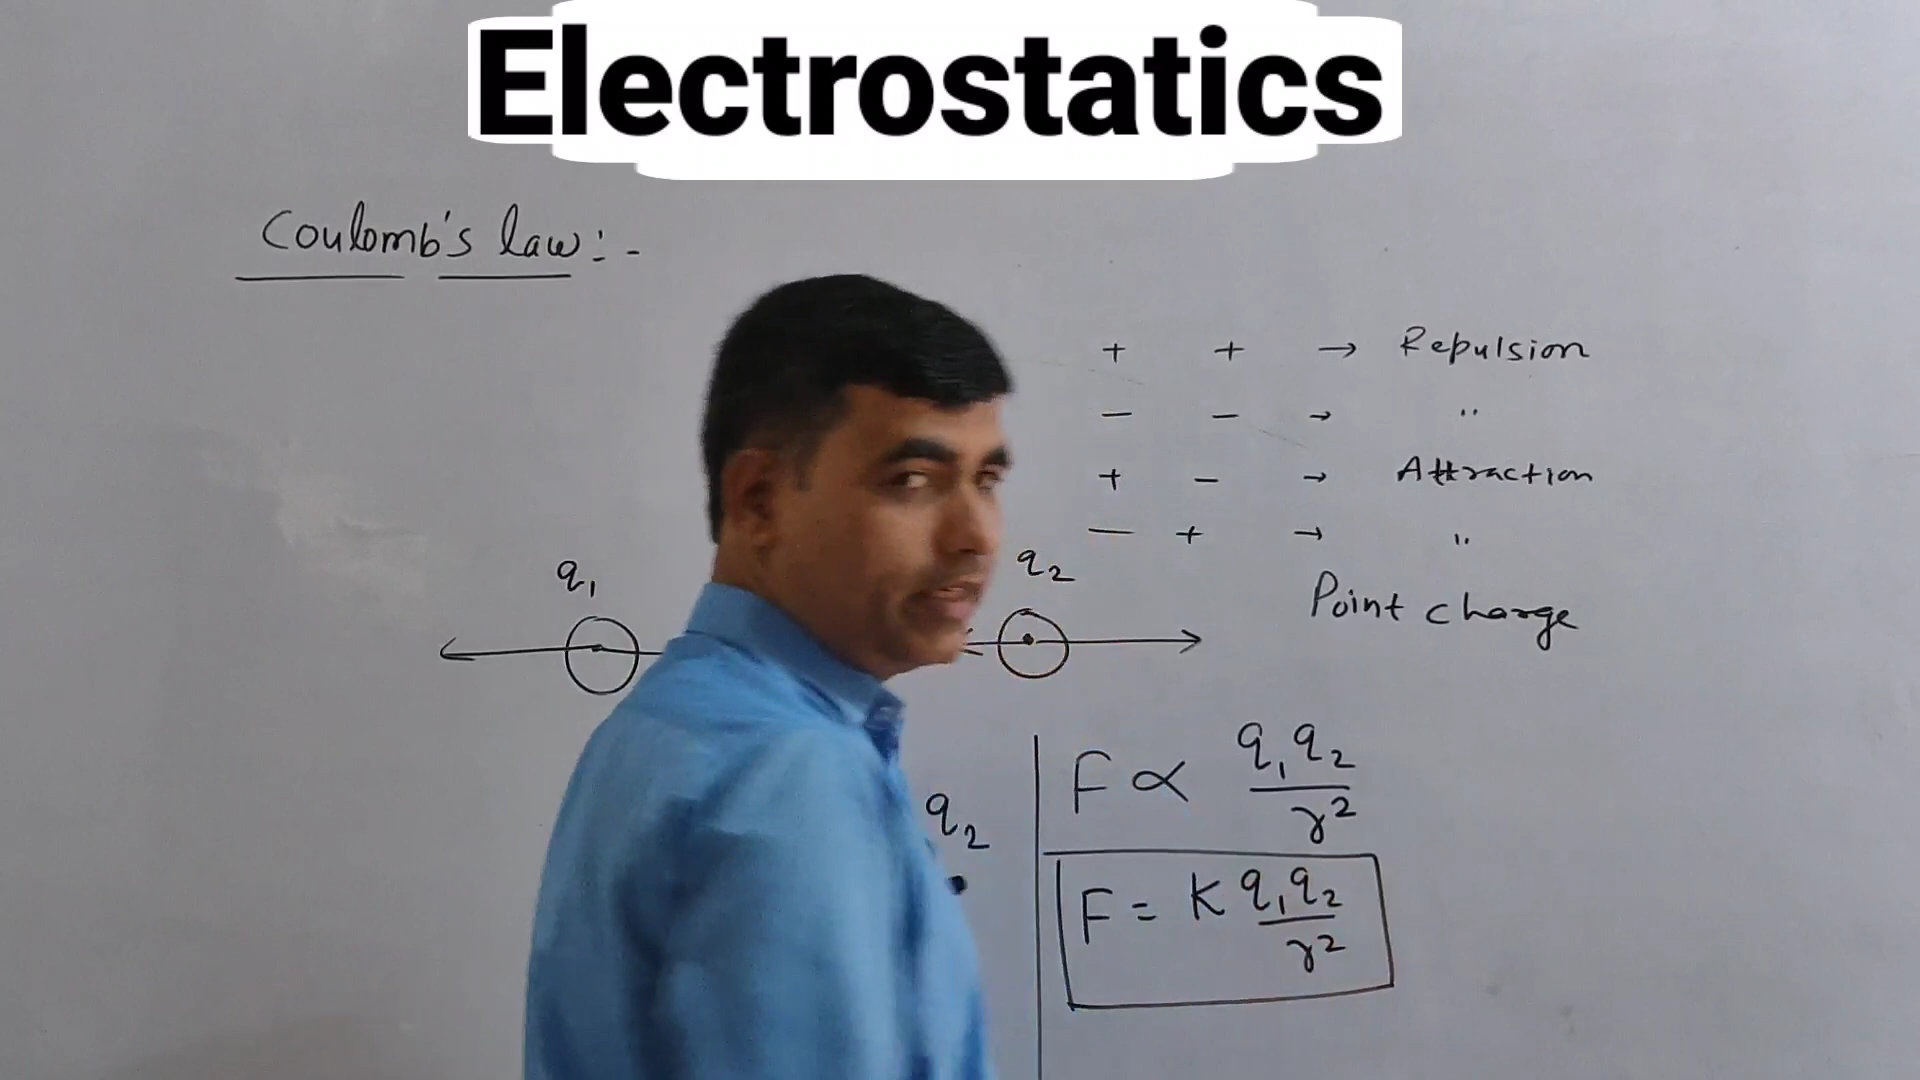 Electrostatics
Coulomb's law:-
+ + → Repulsion
- - → "
+ - → Attraction
- + → "
q₁ q₂
Point charge
q₂
F ∝ q₁q₂/r²
F = K q₁q₂/r²